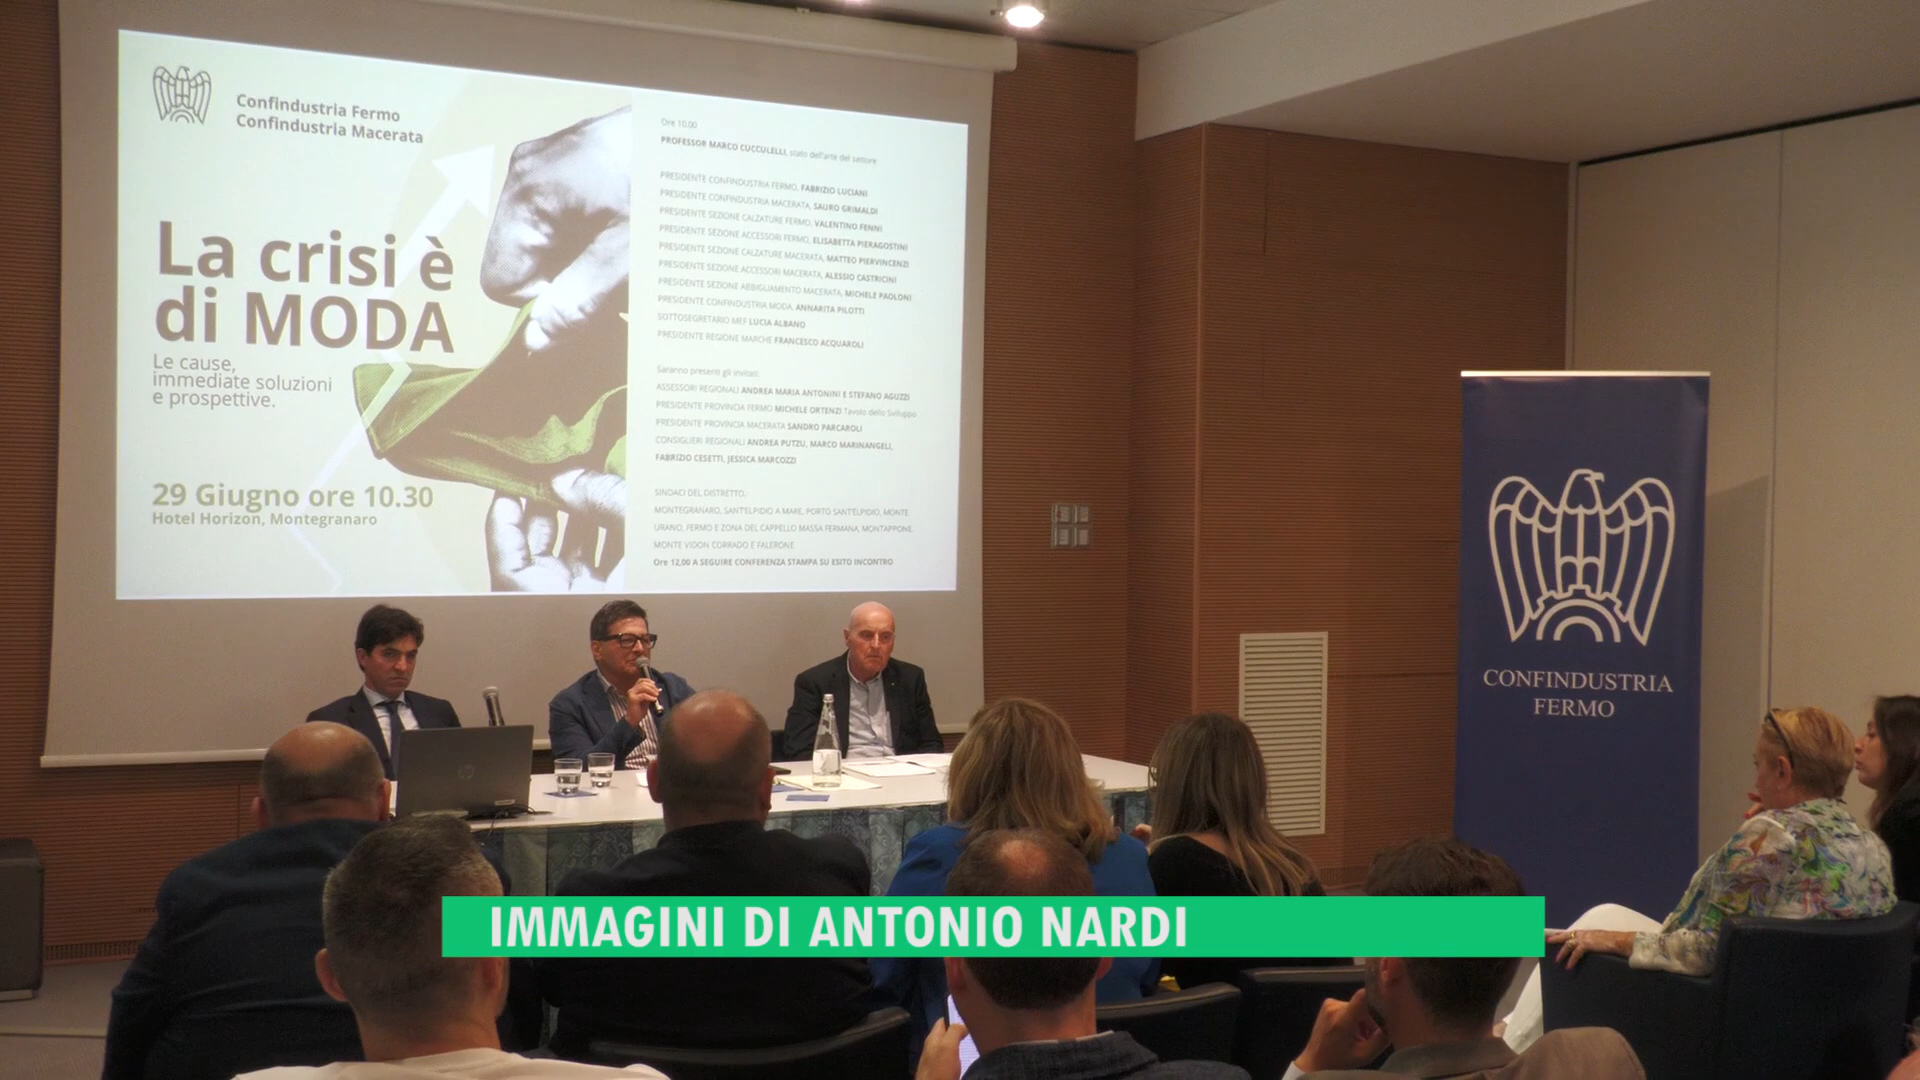 Confindustria Fermo
Confindustria Macerata
La crisi è
di MODA
Le cause,
immediate soluzioni
e prospettive.
29 Giugno ore 10.30
Hotel Horizon, Montegranaro
Ore 10,00
PROFESSOR MARCO CUCCULELLI, stato dell'arte del settore
PRESIDENTE CONFINDUSTRIA FERMO, FABRIZIO LUCIANI
PRESIDENTE CONFINDUSTRIA MACERATA, SAURO GRIMALDI
PRESIDENTE SEZIONE CALZATURE FERMO, VALENTINO FENNI
PRESIDENTE SEZIONE ACCESSORI FERMO, ELISABETTA PIERAGOSTINI
PRESIDENTE SEZIONE CALZATURE MACERATA, MATTEO PIERVINCENZI
PRESIDENTE SEZIONE ACCESSORI MACERATA, ALESSIO CASTRICINI
PRESIDENTE SEZIONE ABBIGLIAMENTO MACERATA, MICHELE PAOLONI
PRESIDENTE CONFINDUSTRIA MODA, ANNARITA PILOTTI
SOTTOSEGRETARIO MEF LUCIA ALBANO
PRESIDENTE REGIONE MARCHE FRANCESCO ACQUAROLI
Saranno presenti gli invitati:
ASSESSORI REGIONALI ANDREA MARIA ANTONINI E STEFANO AGUZZI
PRESIDENTE PROVINCIA FERMO MICHELE ORTENZI Tavolo dello Sviluppo
PRESIDENTE PROVINCIA MACERATA SANDRO PARCAROLI
CONSIGLIERI REGIONALI ANDREA PUTZU, MARCO MARINANGELI,
FABRIZIO CESETTI, JESSICA MARCOZZI
SINDACI DEL DISTRETTO.
MONTEGRANARO, SANT'ELPIDIO A MARE, PORTO SANT'ELPIDIO, MONTE
URANO, FERMO E ZONA DEL CAPPELLO MASSA FERMANA, MONTAPPONE,
MONTE VIDON CORRADO E FALERONE
Ore 12,00 A SEGUIRE CONFERENZA STAMPA SU ESITO INCONTRO
CONFINDUSTRIA
FERMO
hp
IMMAGINI DI ANTONIO NARDI